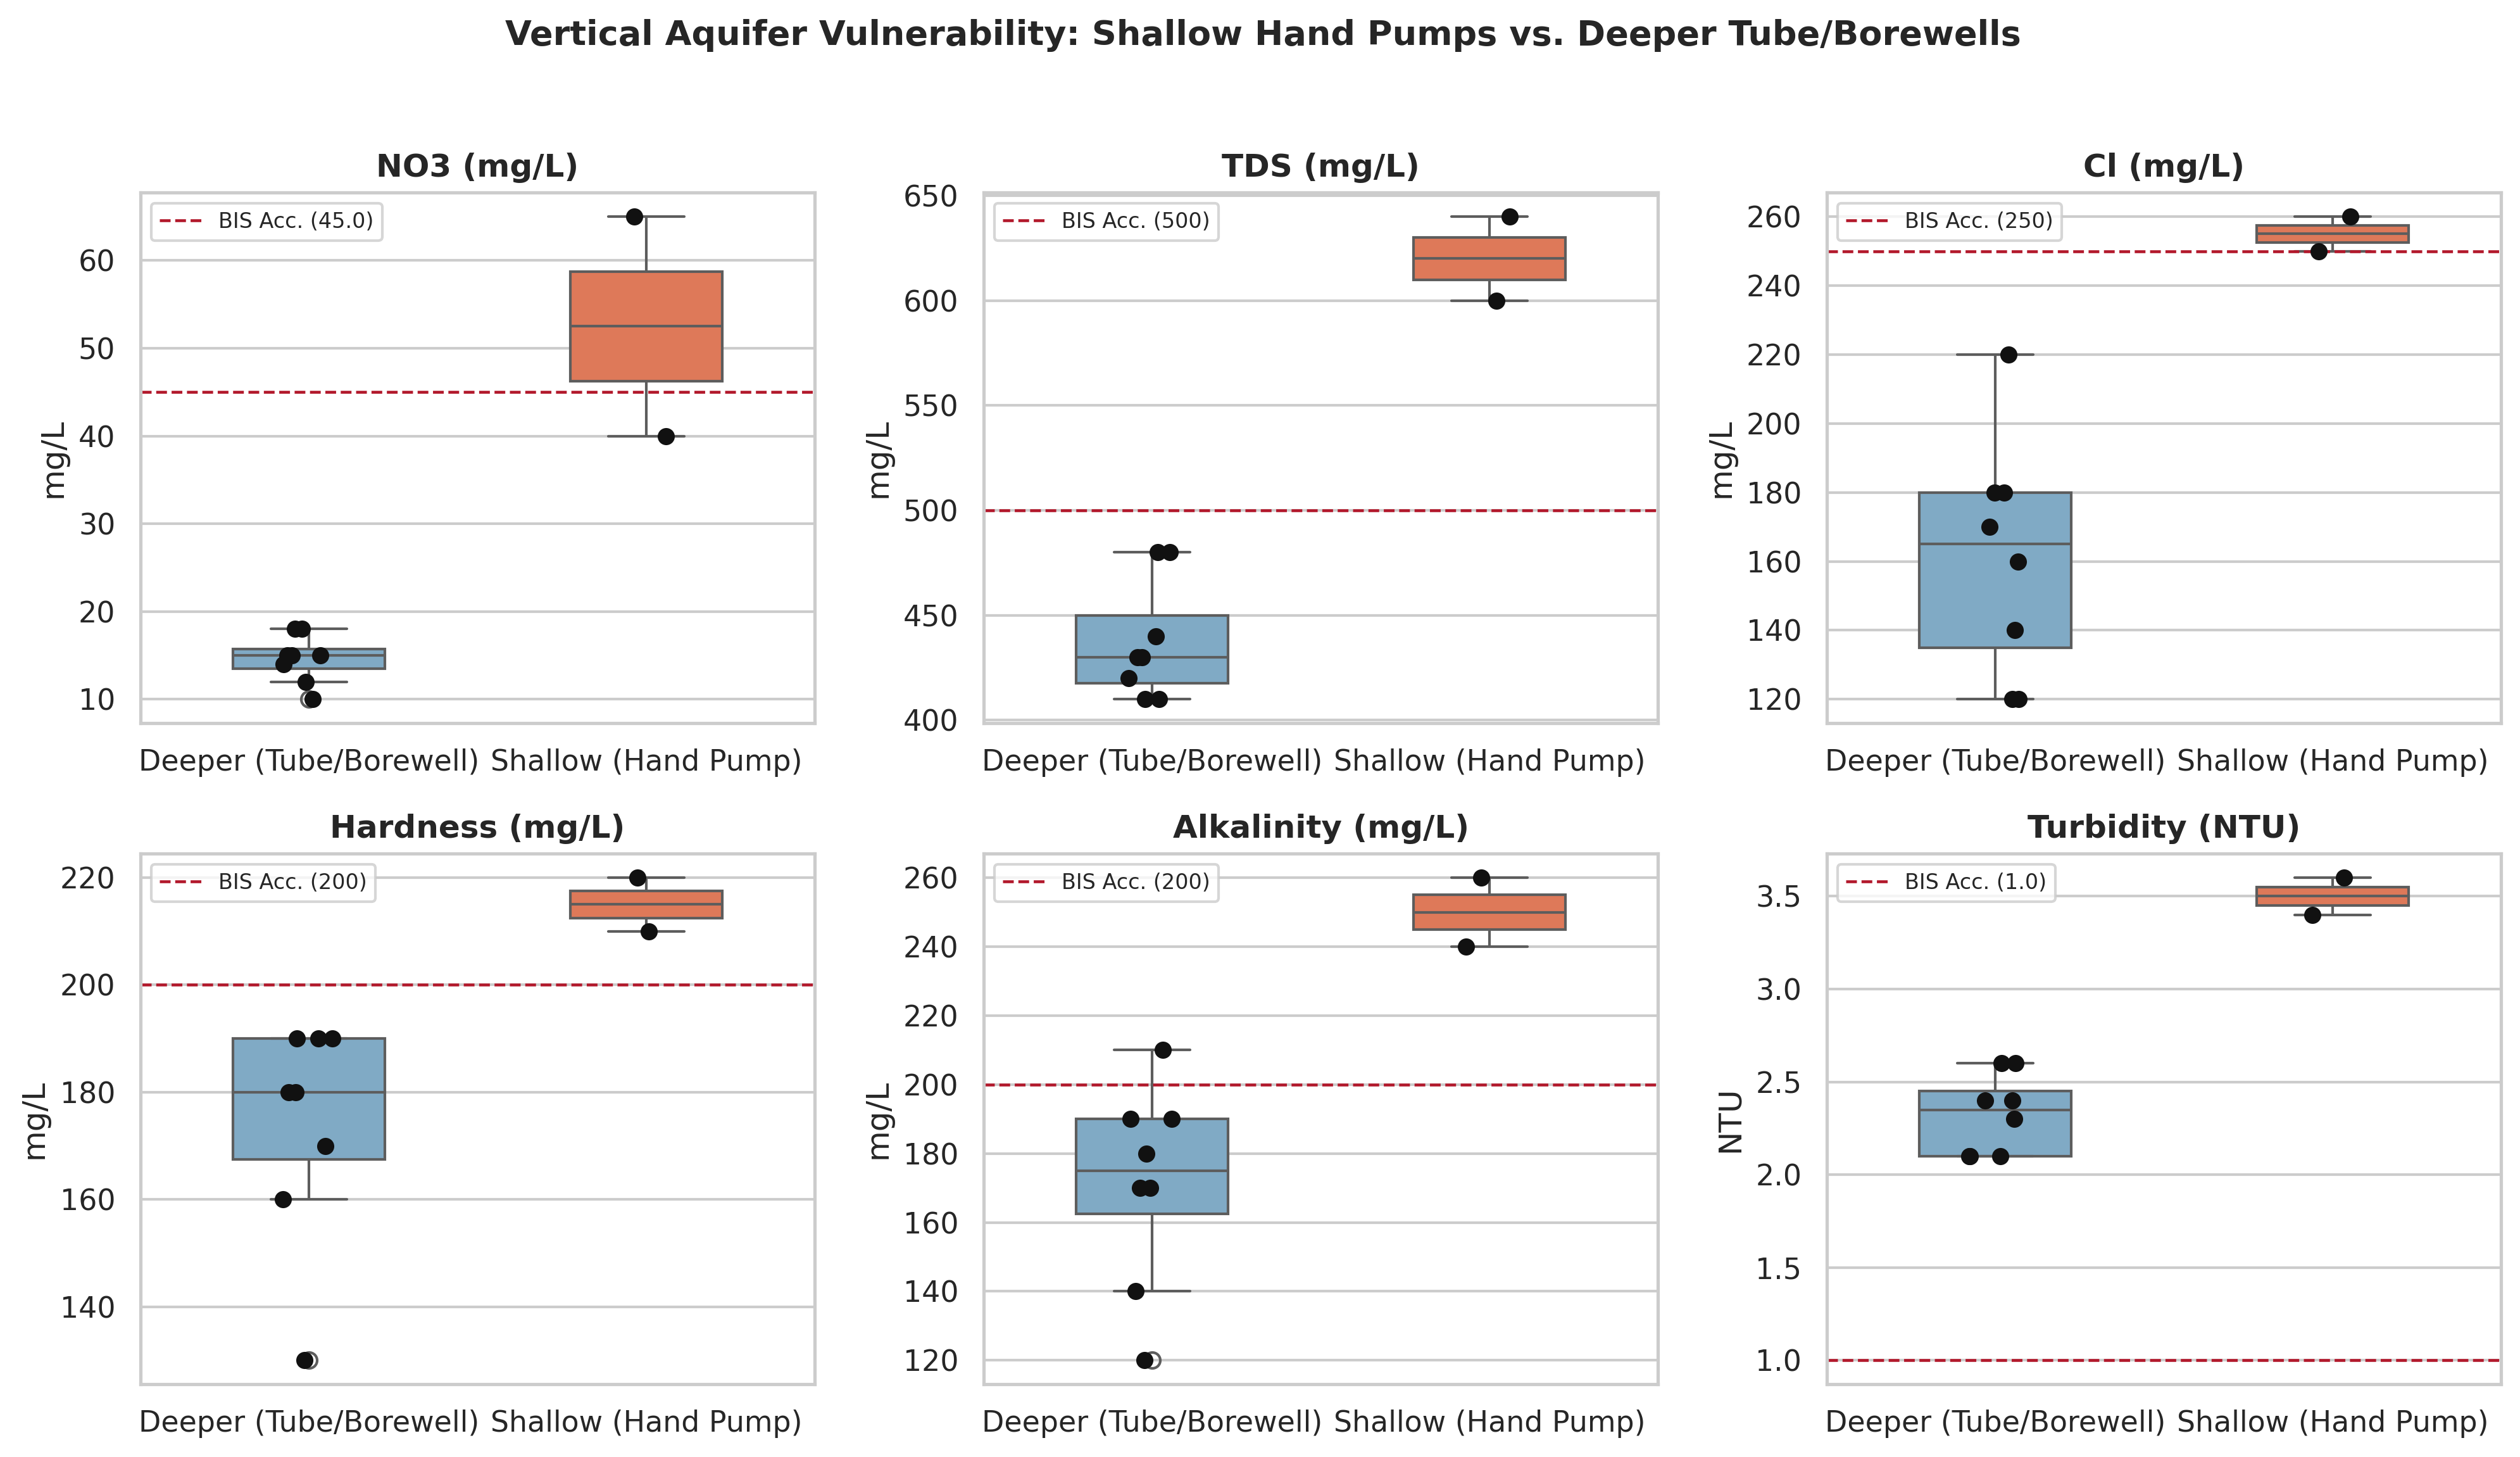 Vertical Aquifer Vulnerability: Shallow Hand Pumps vs. Deeper Tube/Borewells
NO3 (mg/L)
BIS Acc. (45.0)
mg/L
60
50
40
30
20
10
Deeper (Tube/Borewell)
Shallow (Hand Pump)
TDS (mg/L)
BIS Acc. (500)
mg/L
650
600
550
500
450
400
Deeper (Tube/Borewell)
Shallow (Hand Pump)
Cl (mg/L)
BIS Acc. (250)
mg/L
260
240
220
200
180
160
140
120
Deeper (Tube/Borewell)
Shallow (Hand Pump)
Hardness (mg/L)
BIS Acc. (200)
mg/L
220
200
180
160
140
Deeper (Tube/Borewell)
Shallow (Hand Pump)
Alkalinity (mg/L)
BIS Acc. (200)
mg/L
260
240
220
200
180
160
140
120
Deeper (Tube/Borewell)
Shallow (Hand Pump)
Turbidity (NTU)
BIS Acc. (1.0)
NTU
3.5
3.0
2.5
2.0
1.5
1.0
Deeper (Tube/Borewell)
Shallow (Hand Pump)